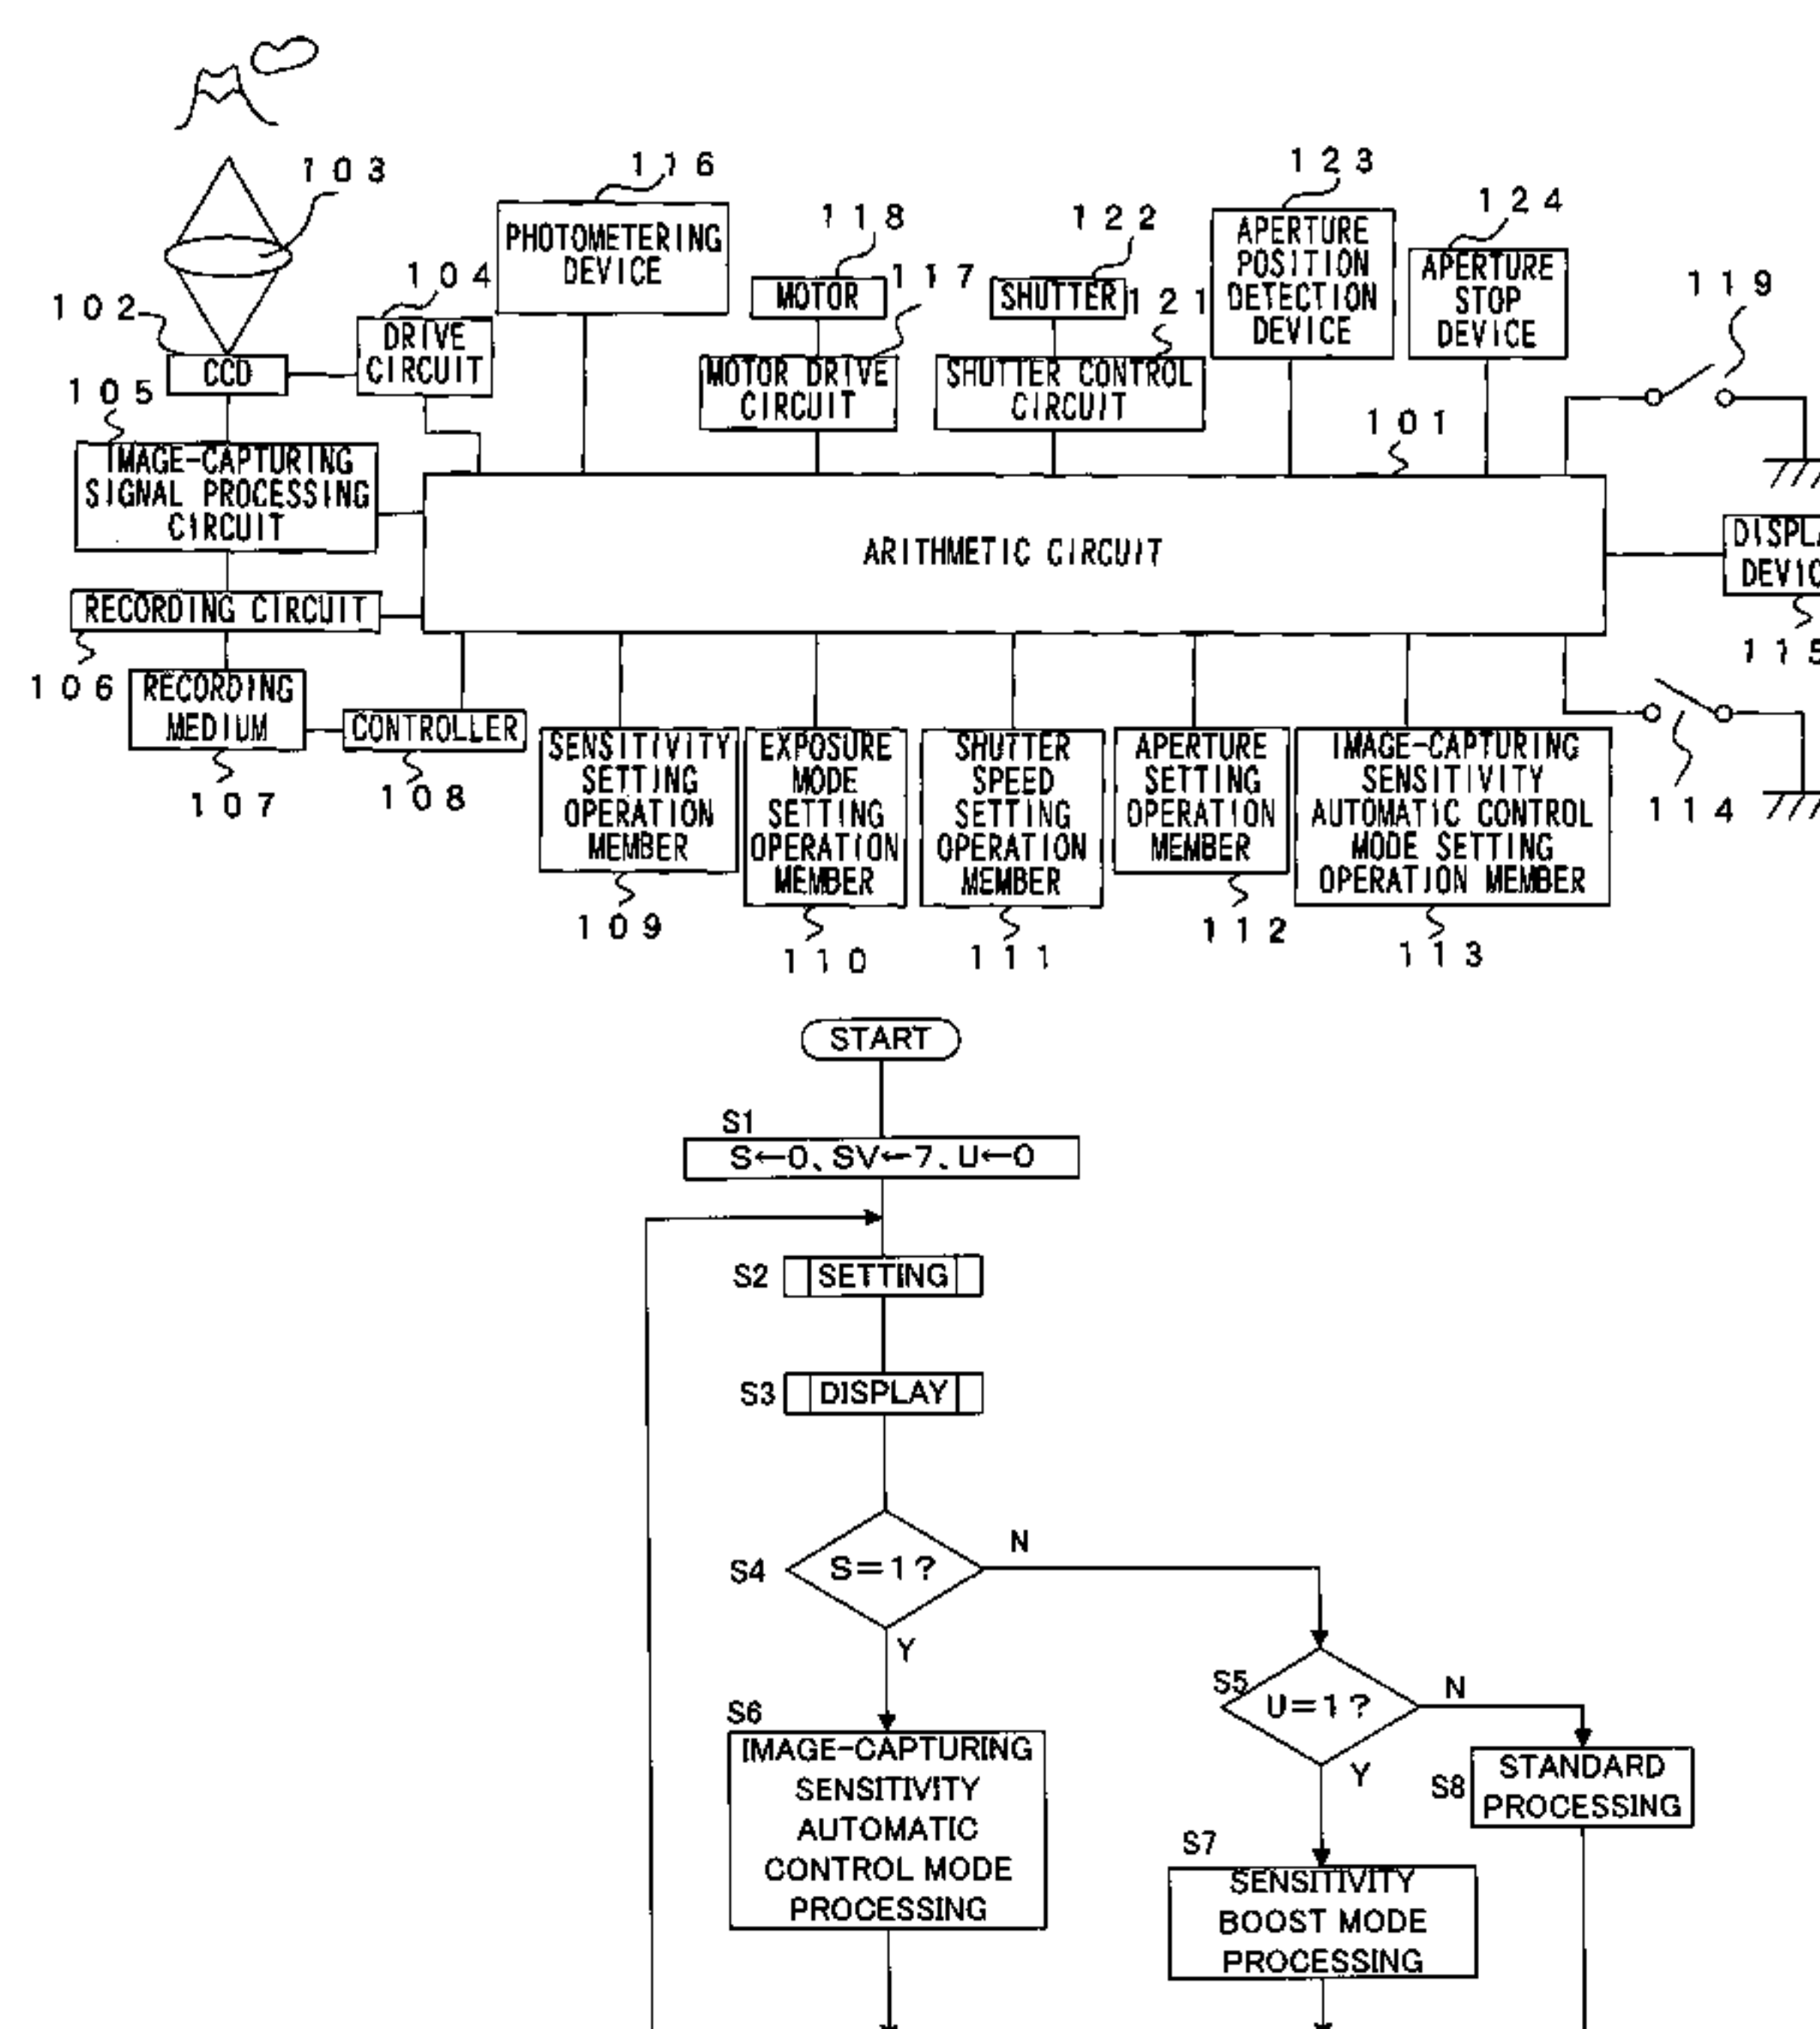 103
116
PHOTOMETERING
DEVICE
118
MOTOR
117
MOTOR DRIVE
CIRCUIT
122
SHUTTER
121
SHUTTER CONTROL
CIRCUIT
123
APERTURE
POSITION
DETECTION
DEVICE
124
APERTURE
STOP
DEVICE
119
102
CCD
104
DRIVE
CIRCUIT
105
IMAGE-CAPTURING
SIGNAL PROCESSING
CIRCUIT
101
ARITHMETIC CIRCUIT
DISPLA
DEVIC
115
RECORDING CIRCUIT
106
RECORDING
MEDIUM
107
CONTROLLER
108
SENSITIVITY
SETTING
OPERATION
MEMBER
109
EXPOSURE
MODE
SETTING
OPERATION
MEMBER
110
SHUTTER
SPEED
SETTING
OPERATION
MEMBER
111
APERTURE
SETTING
OPERATION
MEMBER
112
IMAGE-CAPTURING
SENSITIVITY
AUTOMATIC CONTROL
MODE SETTING
OPERATION MEMBER
113
114
START
S1
S←0、SV←7、U←0
S2
SETTING
S3
DISPLAY
S4
S=1?
N
Y
S5
U=1?
N
Y
S6
IMAGE-CAPTURING
SENSITIVITY
AUTOMATIC
CONTROL MODE
PROCESSING
S8
STANDARD
PROCESSING
S7
SENSITIVITY
BOOST MODE
PROCESSING